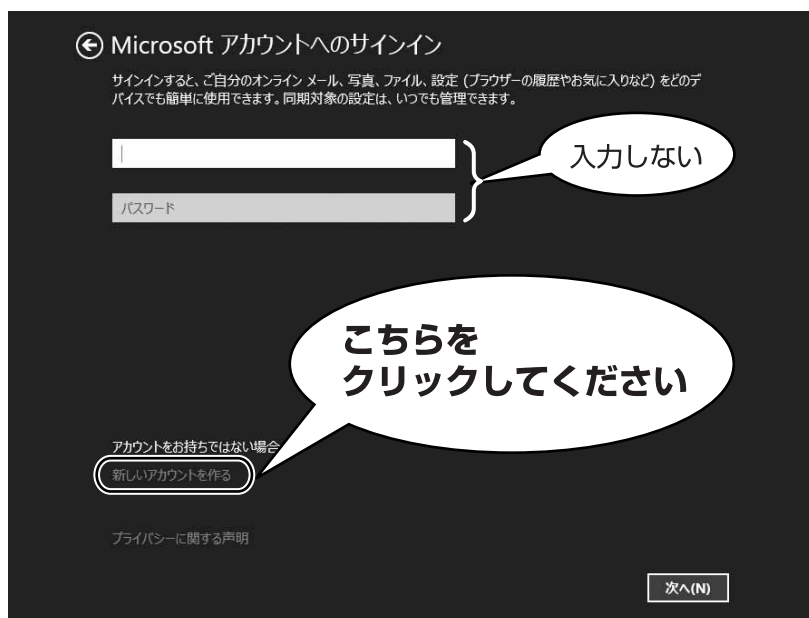 Microsoft アカウントへのサインイン
サインインすると、ご自分のオンライン メール、写真、ファイル、設定 (ブラウザーの履歴やお気に入りなど) をどのデ
バイスでも簡単に使用できます。同期対象の設定は、いつでも管理できます。
入力しない
パスワード
こちらを
クリックしてください
アカウントをお持ちではない場合
新しいアカウントを作る
プライバシーに関する声明
次へ(N)